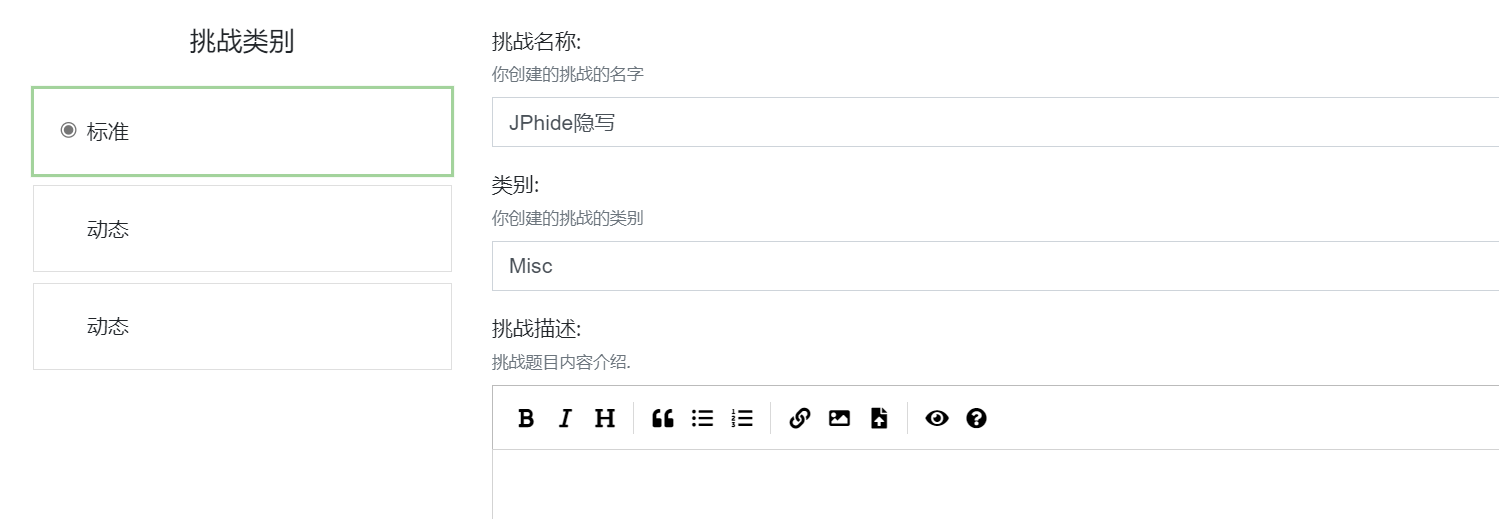 挑战类别
标准
动态
动态
挑战名称:
你创建的挑战的名字
JPhide隐写
类别:
你创建的挑战的类别
Misc
挑战描述:
挑战题目内容介绍.
B I H